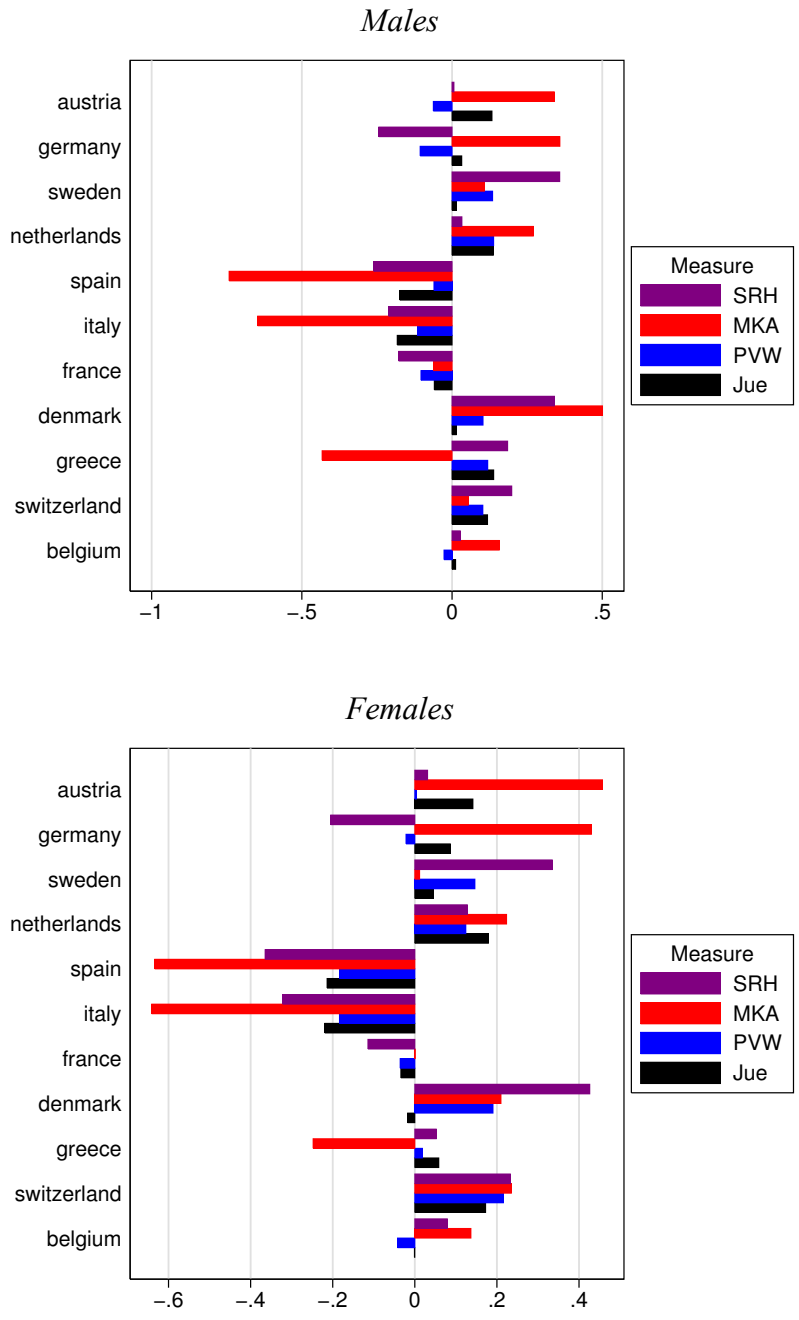 Males
austria
germany
sweden
netherlands
spain
italy
france
denmark
greece
switzerland
belgium
−1
−.5
0
.5
Measure
SRH
MKA
PVW
Jue
Females
austria
germany
sweden
netherlands
spain
italy
france
denmark
greece
switzerland
belgium
−.6
−.4
−.2
0
.2
.4
Measure
SRH
MKA
PVW
Jue